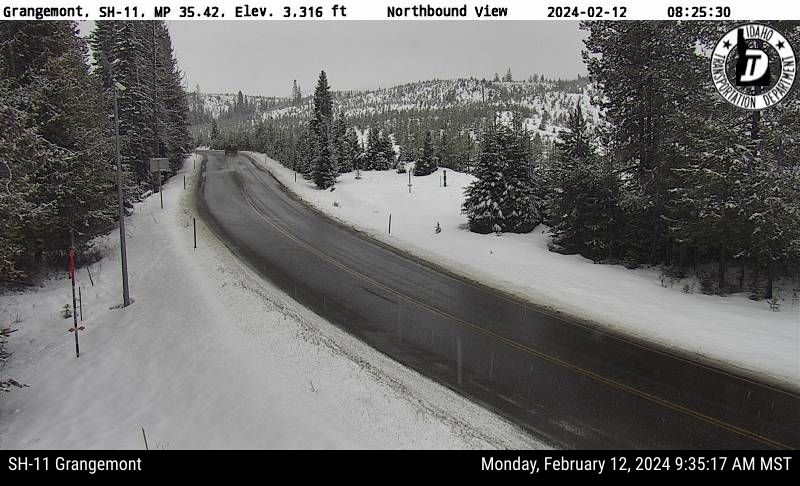 Grangemont, SH-11, MP 35.42, Elev. 3,316 ft Northbound View 2024-02-12 08:25:30
IDAHO
TRANSPORTATION DEPARTMENT
SH-11 Grangemont Monday, February 12, 2024 9:35:17 AM MST